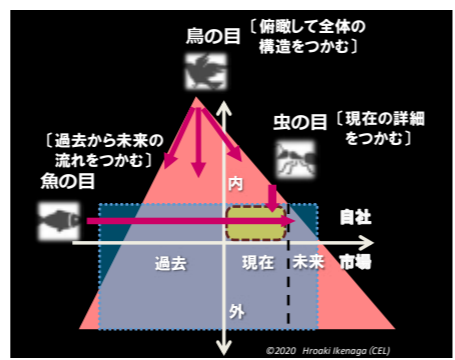 鳥の目
〔俯瞰して全体の
構造をつかむ〕
虫の目
〔現在の詳細
をつかむ〕
〔過去から未来の
流れをつかむ〕
魚の目
内
自社
過去
現在
未来
市場
外
©2020 Hroaki Ikenaga (CEL)